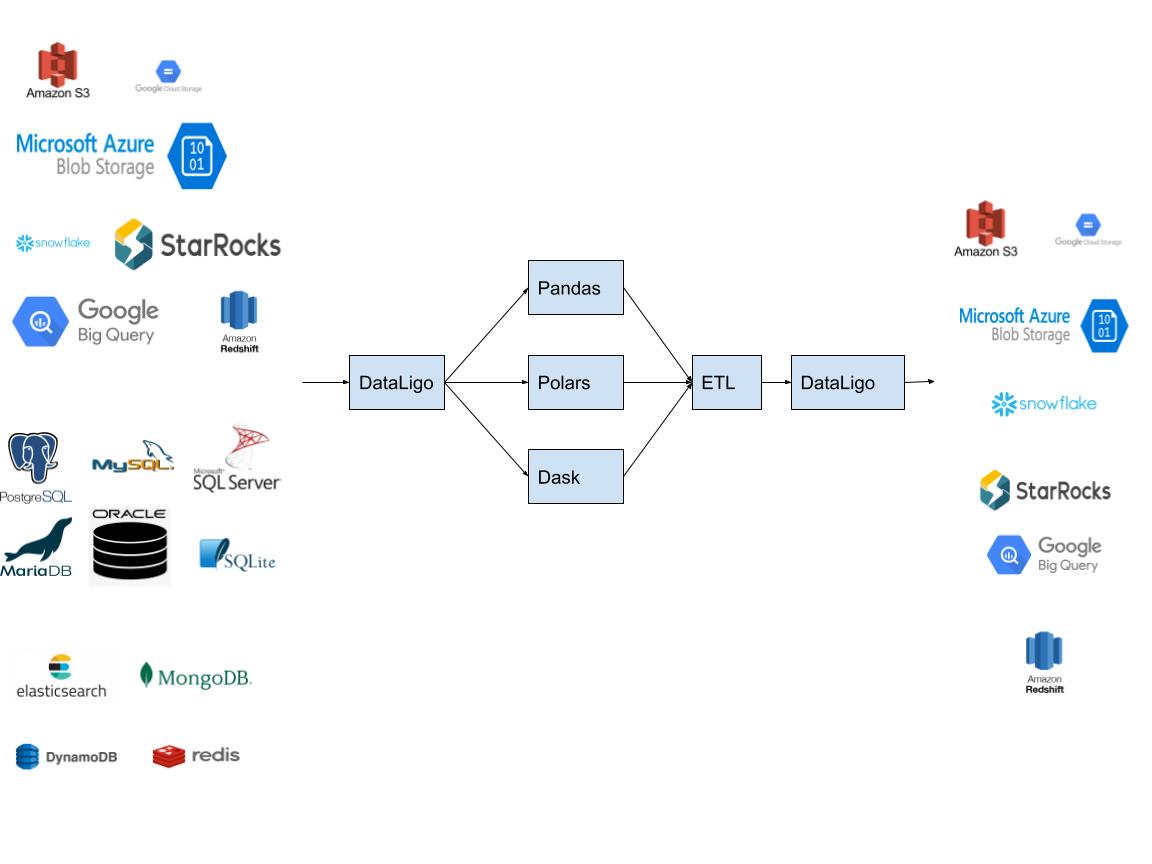 Amazon S3
Google Cloud Storage
Microsoft Azure
Blob Storage
10
01
snowflake
StarRocks
Google
Big Query
Amazon
Redshift
PostgreSQL
MySQL
Microsoft
SQL Server
MariaDB
ORACLE
SQLite
elasticsearch
MongoDB
DynamoDB
redis
DataLigo
Pandas
Polars
Dask
ETL
DataLigo
Amazon S3
Google Cloud Storage
Microsoft Azure
Blob Storage
10
01
snowflake
StarRocks
Google
Big Query
Amazon
Redshift